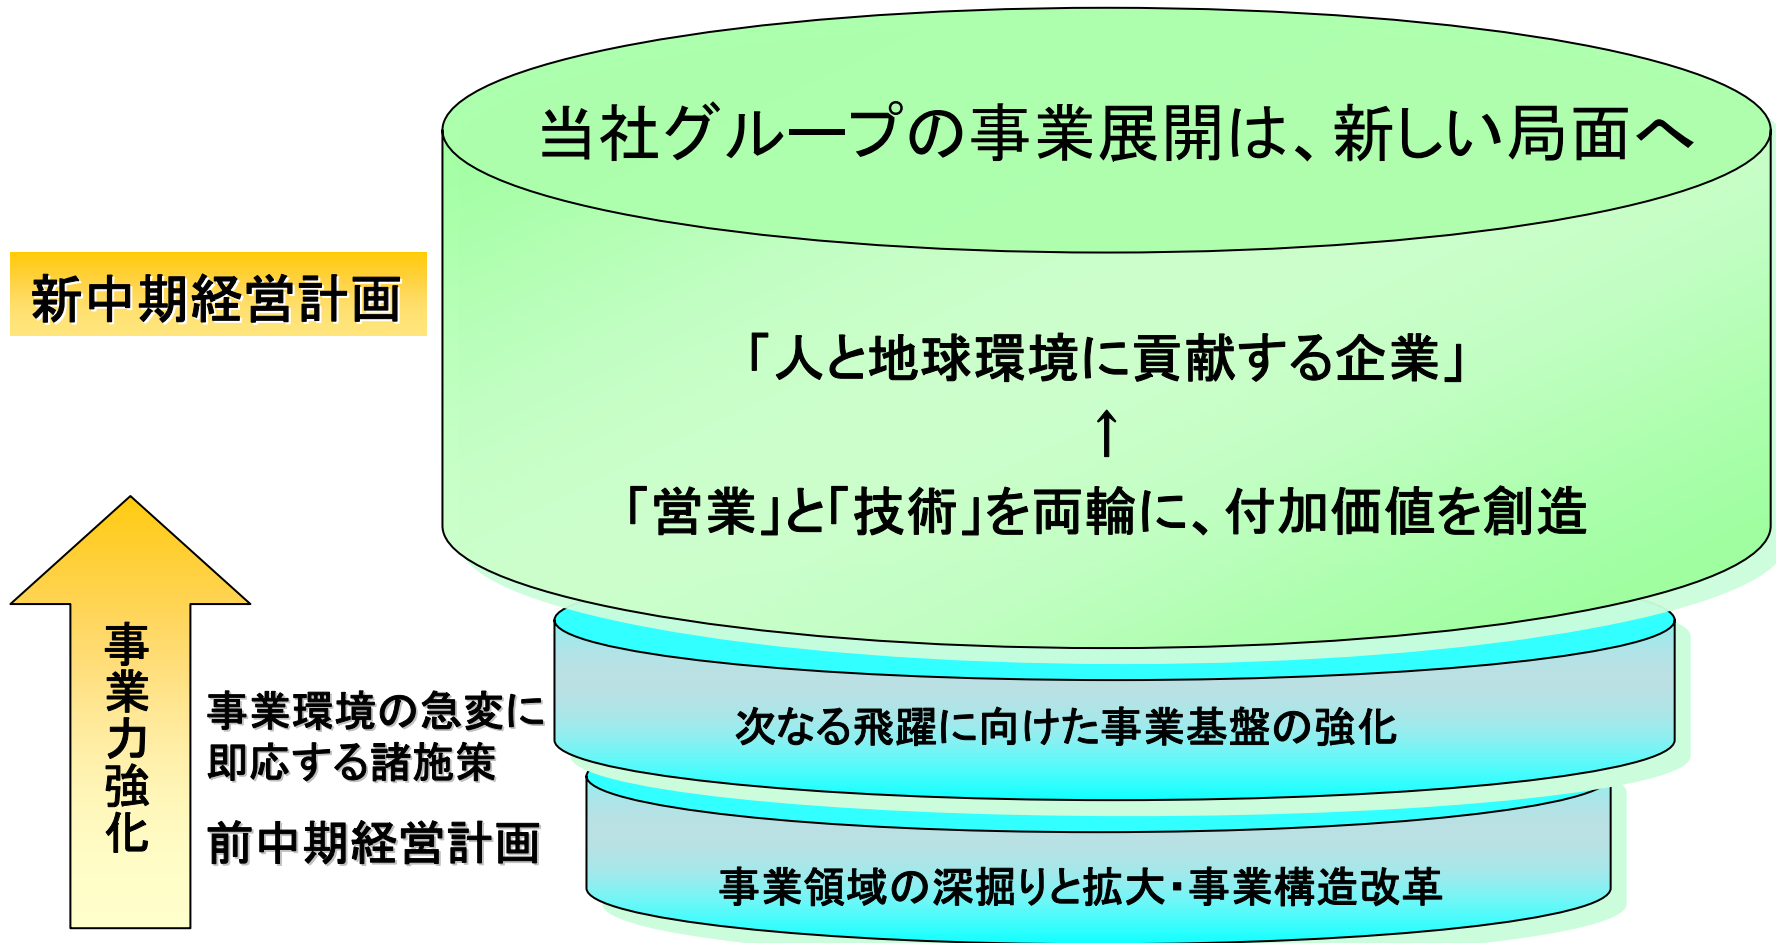 当社グループの事業展開は、新しい局面へ
新中期経営計画
「人と地球環境に貢献する企業」
↑
「営業」と「技術」を両輪に、付加価値を創造
事業力強化
事業環境の急変に
即応する諸施策
次なる飛躍に向けた事業基盤の強化
前中期経営計画
事業領域の深掘りと拡大・事業構造改革